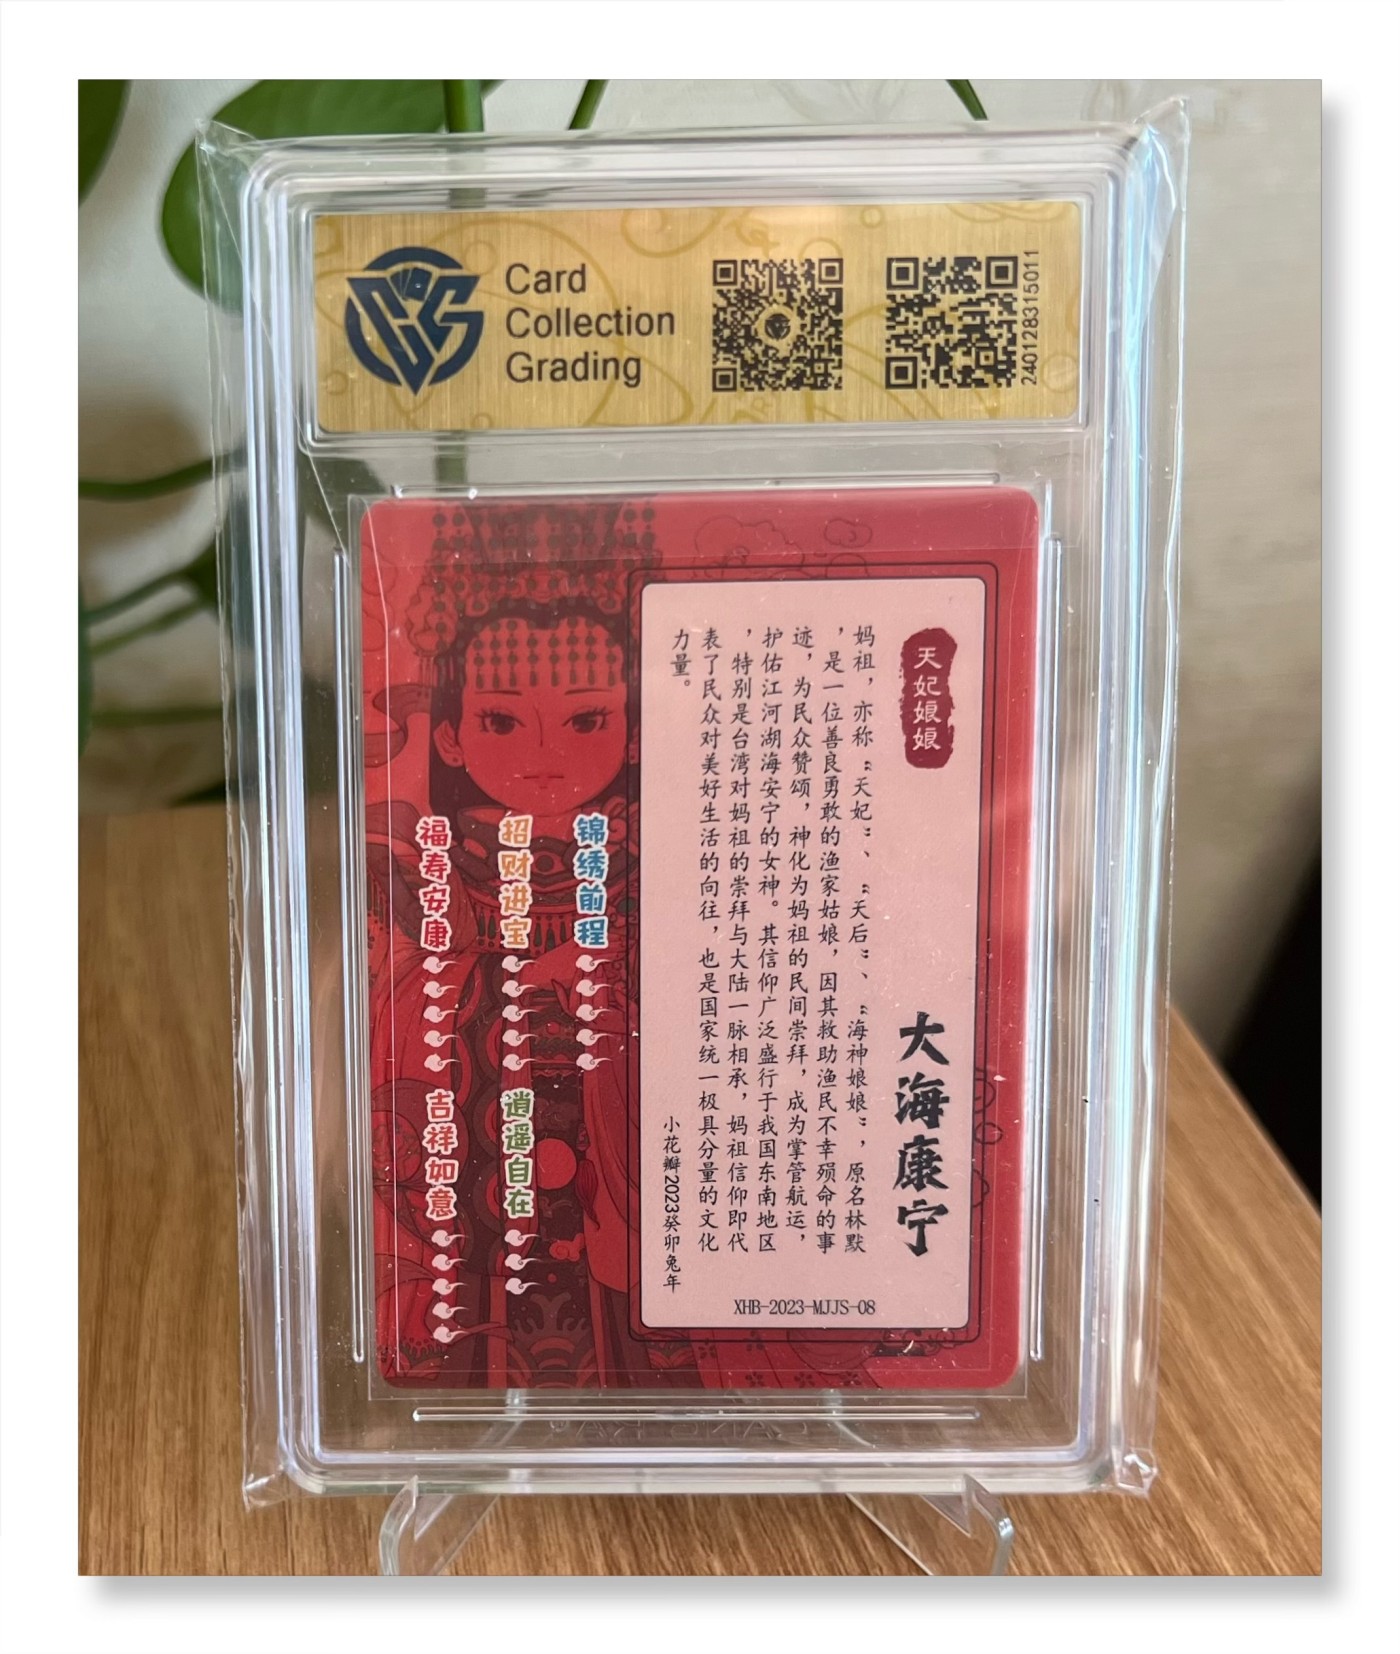 Card
Collection
Grading
240128315011
天妃娘娘
大海康宁
妈祖，亦称“天妃”、“天后”、“海神娘娘”，原名林默
，是一位善良勇敢的渔家姑娘，因其救助渔民不幸殒命的事
迹，为民众赞颂，神化为妈祖的民间崇拜，成为掌管航运，
护佑江河湖海安宁的女神。其信仰广泛盛行于我国东南地区
，特别是台湾对妈祖的崇拜与大陆一脉相承，妈祖信仰即代
表了民众对美好生活的向往，也是国家统一极具分量的文化
力量。
小花瓣2023癸卯兔年
XHB-2023-MJJS-08
锦绣前程
招财进宝
逍遥自在
福寿安康
吉祥如意